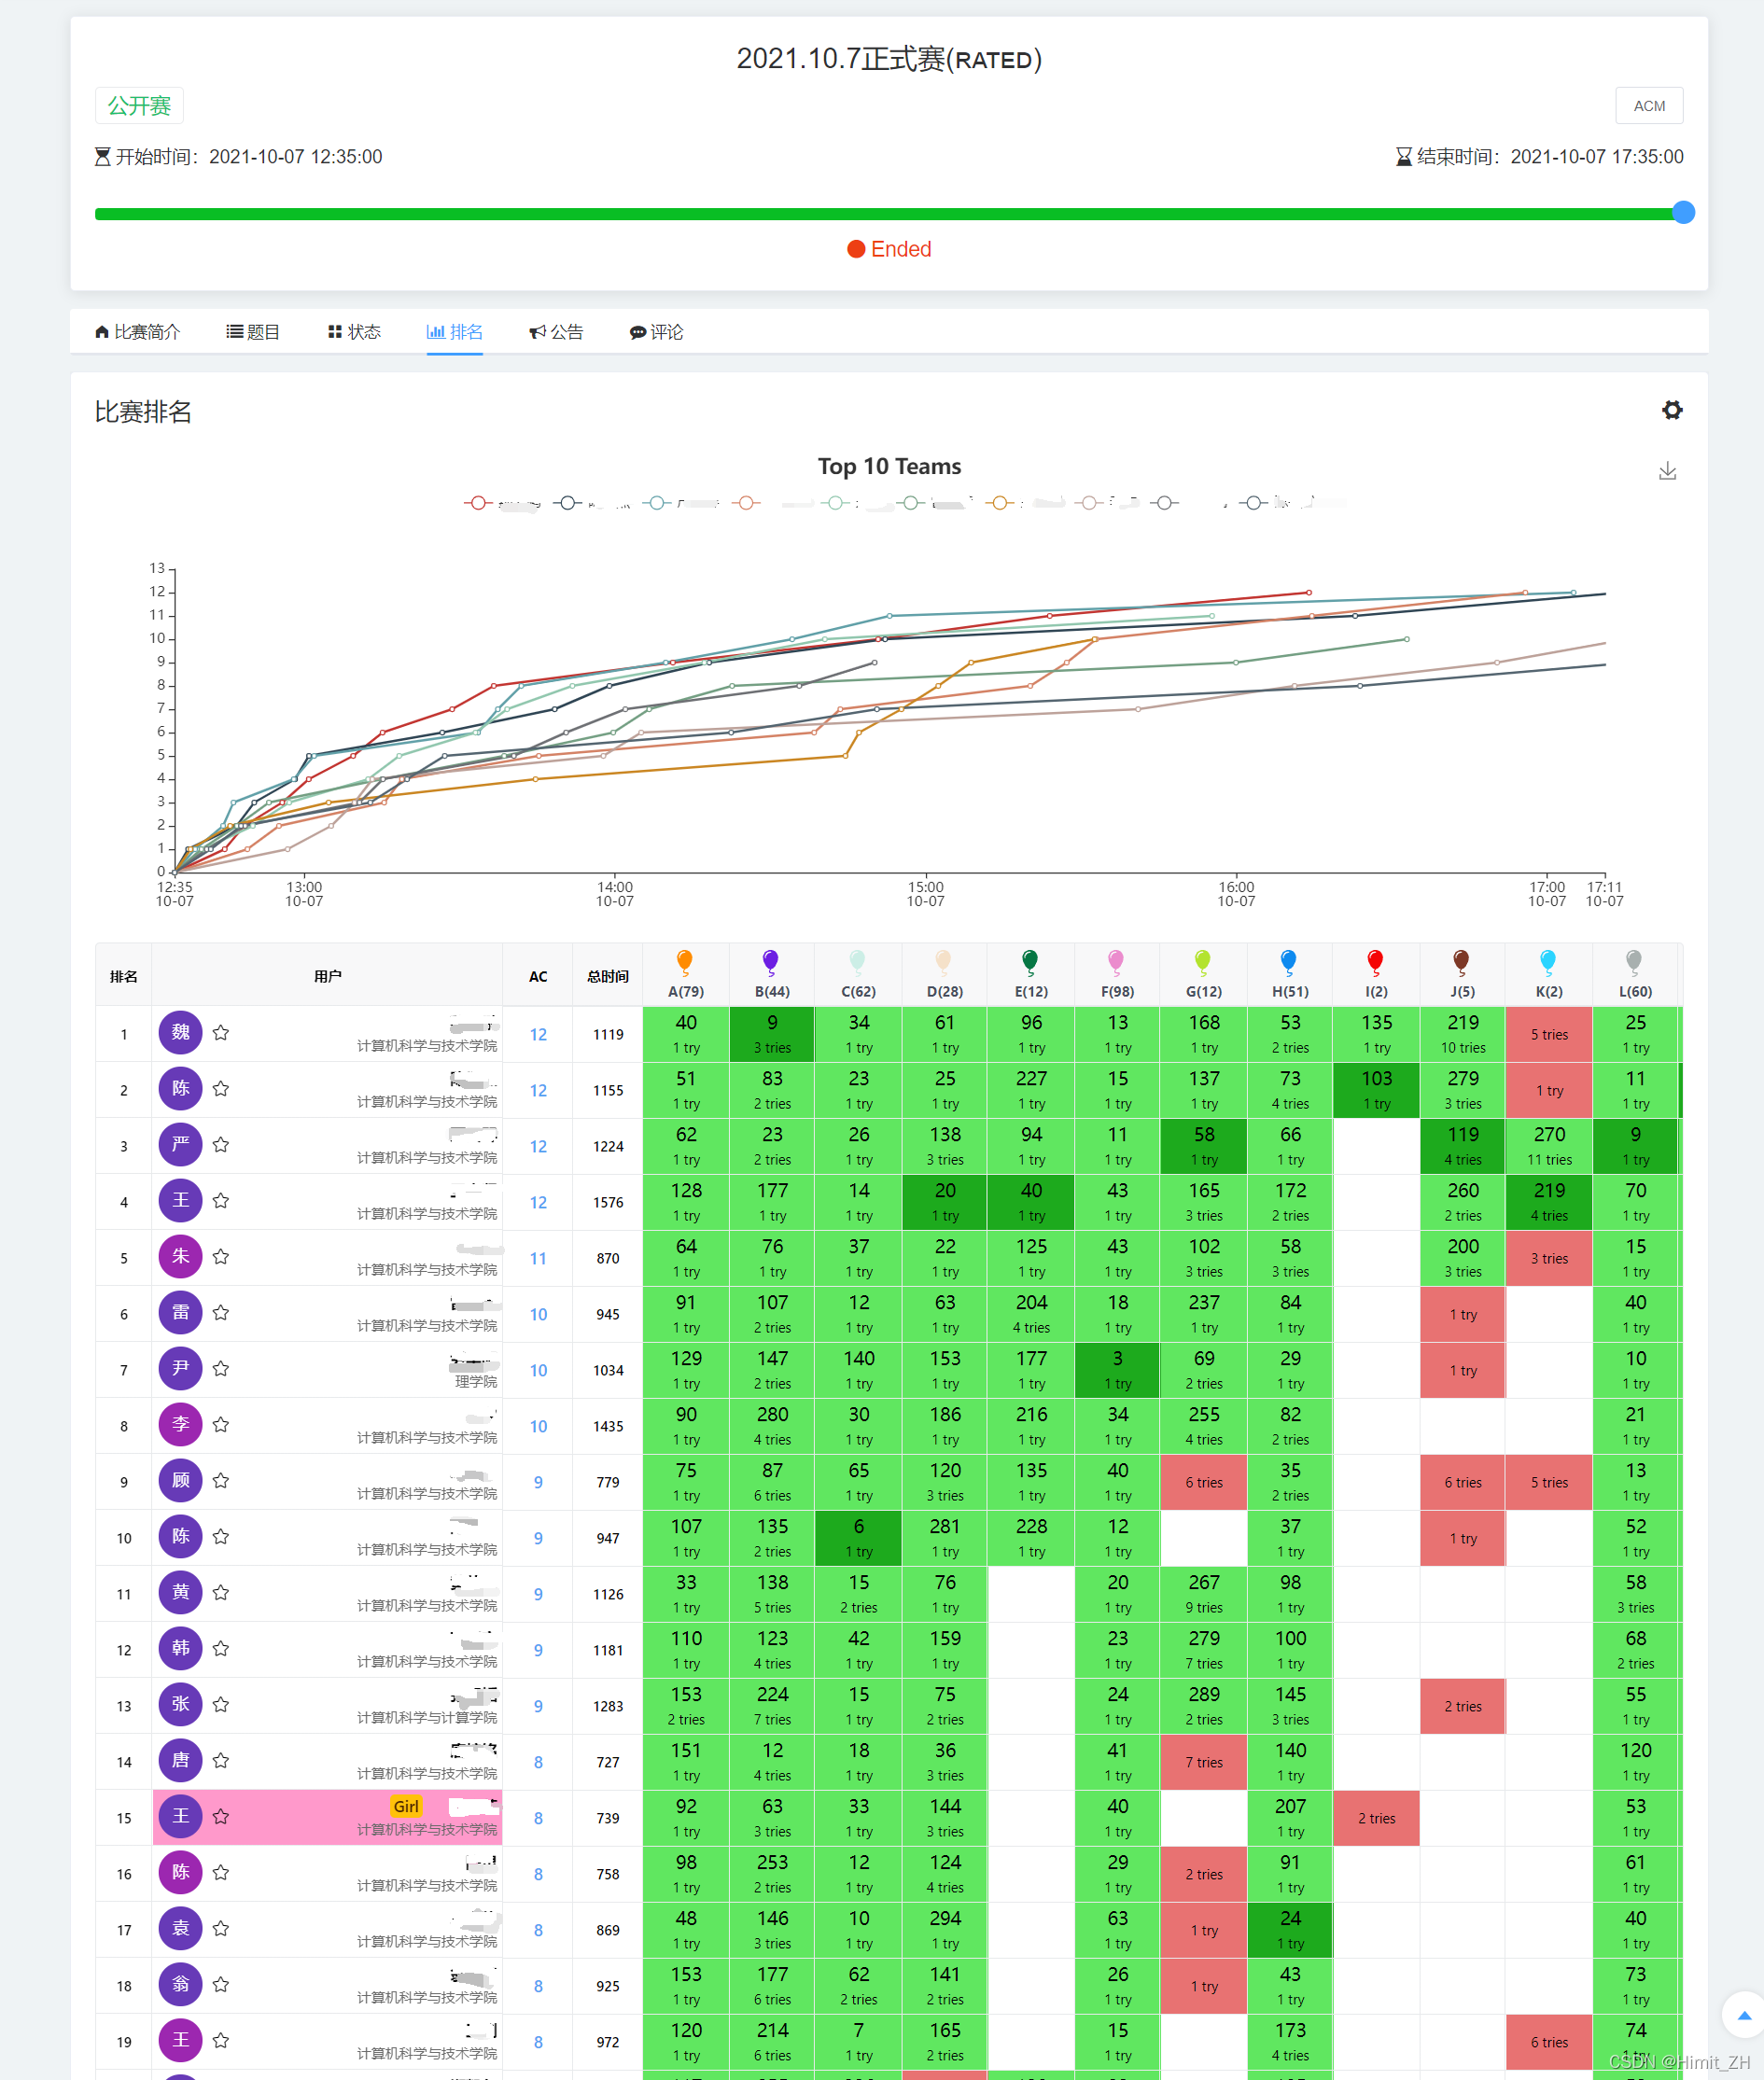 2021.10.7正式赛(RATED)
公开赛
ACM
开始时间：2021-10-07 12:35:00
结束时间：2021-10-07 17:35:00
Ended
比赛简介 题目 状态 排名 公告 评论
比赛排名
Top 10 Teams
13
12
11
10
9
8
7
6
5
4
3
2
1
0
12:35 13:00 14:00 15:00 16:00 17:00 17:11
10-07 10-07 10-07 10-07 10-07 10-07 10-07
排名 用户 AC 总时间 A(79) B(44) C(62) D(28) E(12) F(98) G(12) H(51) I(2) J(5) K(2) L(60)
1 魏 计算机科学与技术学院 12 1119
40 9 34 61 96 13 168 53 135 219 25
1 try 3 tries 1 try 1 try 1 try 1 try 1 try 2 tries 1 try 10 tries 5 tries 1 try
2 陈 计算机科学与技术学院 12 1155
51 83 23 25 227 15 137 73 103 279 11
1 try 2 tries 1 try 1 try 1 try 1 try 1 try 4 tries 1 try 3 tries 1 try 1 try
3 严 计算机科学与技术学院 12 1224
62 23 26 138 94 11 58 66 119 270 9
1 try 2 tries 1 try 3 tries 1 try 1 try 1 try 1 try 4 tries 11 tries 1 try
4 王 计算机科学与技术学院 12 1576
128 177 14 20 40 43 165 172 260 219 70
1 try 1 try 1 try 1 try 1 try 1 try 3 tries 2 tries 2 tries 4 tries 1 try
5 朱 计算机科学与技术学院 11 870
64 76 37 22 125 43 102 58 200 15
1 try 1 try 1 try 1 try 1 try 1 try 3 tries 3 tries 3 tries 3 tries 1 try
6 雷 计算机科学与技术学院 10 945
91 107 12 63 204 18 237 84 40
1 try 2 tries 1 try 1 try 4 tries 1 try 1 try 1 try 1 try 1 try
7 尹 理学院 10 1034
129 147 140 153 177 3 69 29 10
1 try 2 tries 1 try 1 try 1 try 1 try 2 tries 1 try 1 try 1 try
8 李 计算机科学与技术学院 10 1435
90 280 30 186 216 34 255 82 21
1 try 4 tries 1 try 1 try 1 try 1 try 4 tries 2 tries 1 try
9 顾 计算机科学与技术学院 9 779
75 87 65 120 135 40 35 13
1 try 6 tries 1 try 3 tries 1 try 1 try 6 tries 2 tries 6 tries 5 tries 1 try
10 陈 计算机科学与技术学院 9 947
107 135 6 281 228 12 37 52
1 try 2 tries 1 try 1 try 1 try 1 try 1 try 1 try 1 try
11 黄 计算机科学与技术学院 9 1126
33 138 15 76 20 267 98 58
1 try 5 tries 2 tries 1 try 1 try 9 tries 1 try 3 tries
12 韩 计算机科学与技术学院 9 1181
110 123 42 159 23 279 100 68
1 try 4 tries 1 try 1 try 1 try 7 tries 1 try 2 tries
13 张 计算机科学与计算学院 9 1283
153 224 15 75 24 289 145 55
2 tries 7 tries 1 try 2 tries 1 try 2 tries 3 tries 2 tries 1 try
14 唐 计算机科学与技术学院 8 727
151 12 18 36 41 140 120
1 try 4 tries 1 try 3 tries 1 try 7 tries 1 try 1 try
15 王 Girl 计算机科学与技术学院 8 739
92 63 33 144 40 207 53
1 try 3 tries 1 try 3 tries 1 try 1 try 2 tries 1 try
16 陈 计算机科学与技术学院 8 758
98 253 12 124 29 91 61
1 try 2 tries 1 try 4 tries 1 try 2 tries 1 try 1 try
17 袁 计算机科学与技术学院 8 869
48 146 10 294 63 24 40
1 try 3 tries 1 try 1 try 1 try 1 try 1 try 1 try
18 翁 计算机科学与技术学院 8 925
153 177 62 141 26 43 73
1 try 6 tries 2 tries 2 tries 1 try 1 try 1 try 1 try
19 王 计算机科学与技术学院 8 972
120 214 7 165 15 173 74
1 try 6 tries 1 try 2 tries 1 try 4 tries 6 tries 1 try
CSDN @Himit_ZH